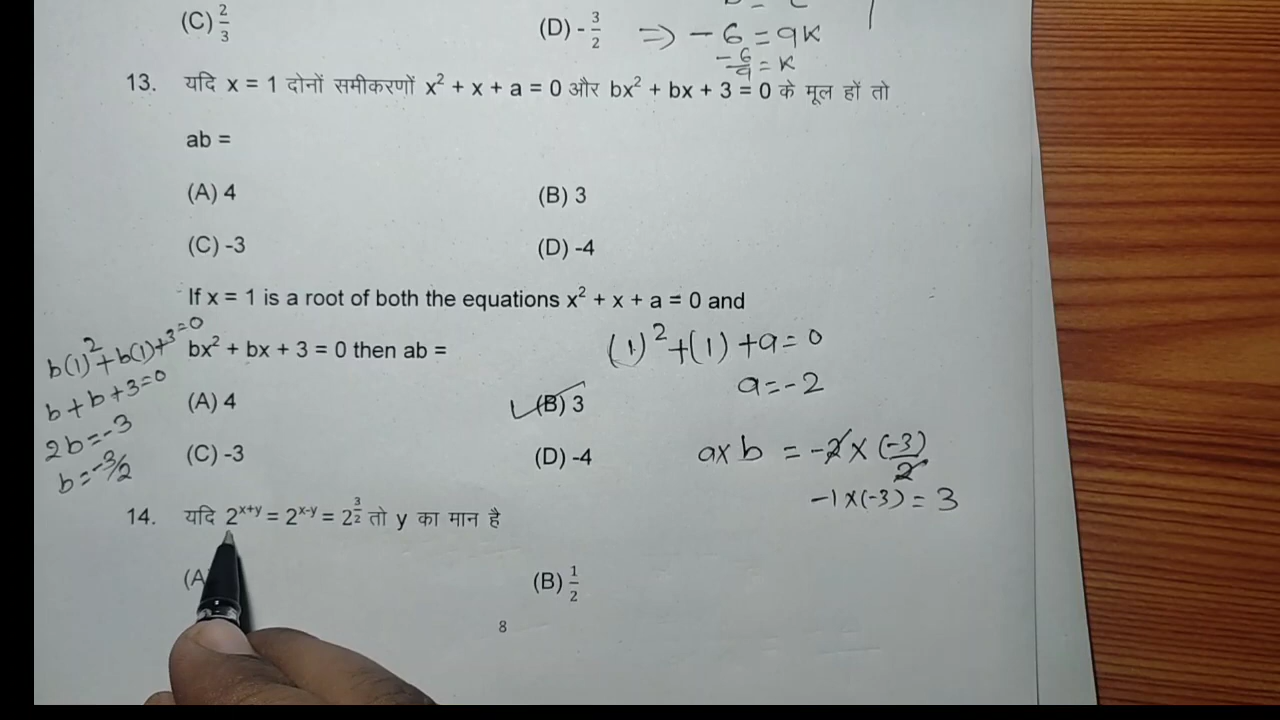 (C) 2/3 (D) - 3/2 ⇒ -6 = 9K
-6/9 = K
13. यदि x = 1 दोनों समीकरणों x² + x + a = 0 और bx² + bx + 3 = 0 के मूल हों तो
ab =
(A) 4 (B) 3
(C) -3 (D) -4
If x = 1 is a root of both the equations x² + x + a = 0 and
bx² + bx + 3 = 0 then ab =
(A) 4 (B) 3
(C) -3 (D) -4
b(1)² + b(1) + 3 = 0
b + b + 3 = 0
2b = -3
b = -3/2
(1)² + (1) + a = 0
a = -2
a x b = -2 x (-3)/2
-1 x (-3) = 3
14. यदि 2^(x+y) = 2^(x-y) = 2^(3/2) तो y का मान है
(A (B) 1/2
8